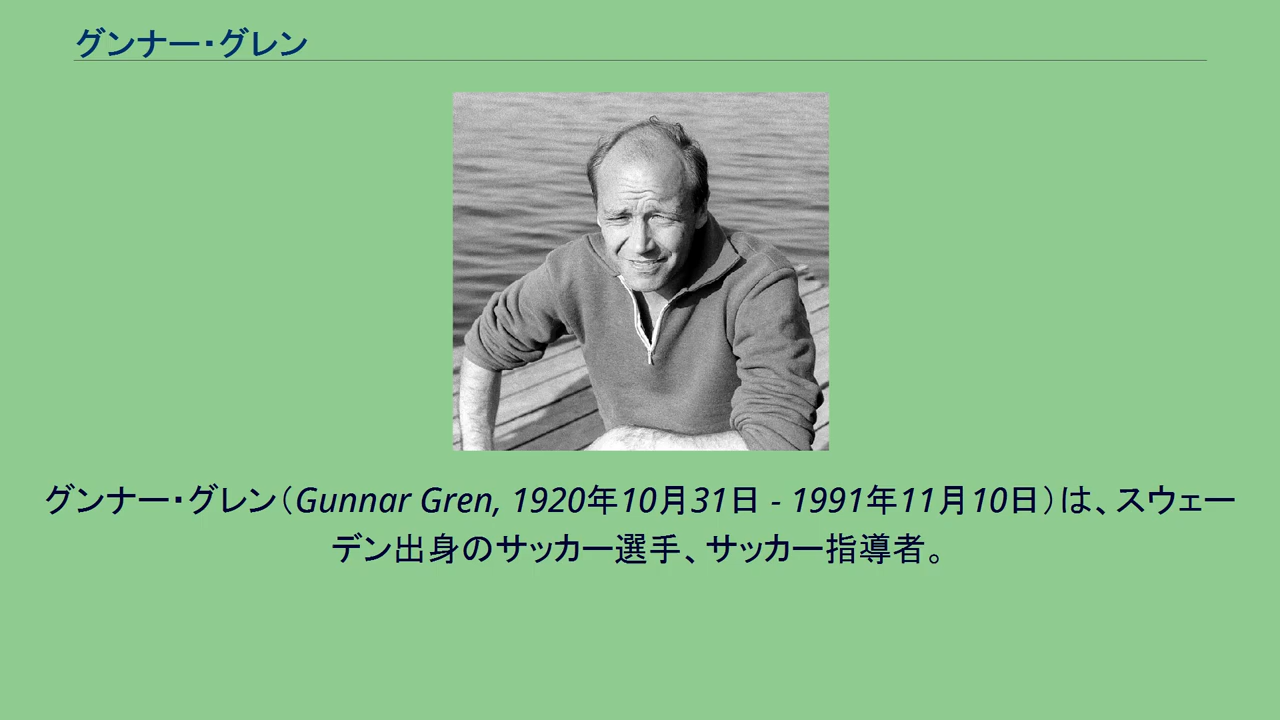 グンナー・グレン
グンナー・グレン（Gunnar Gren, 1920年10月31日 - 1991年11月10日）は、スウェー
デン出身のサッカー選手、サッカー指導者。